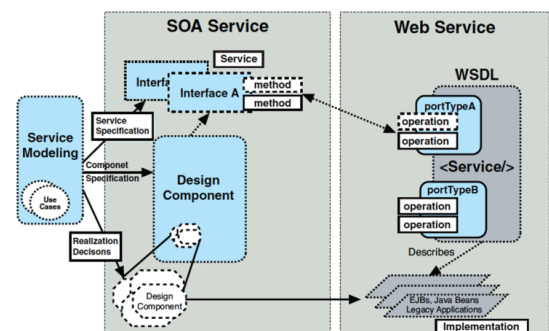 SOA Service
Web Service
Service
Interfa
Interface A
method
method
WSDL
portTypeA
operation
operation
<Service/>
portTypeB
operation
operation
Service
Modeling
Use
Cases
Service
Specification
Componet
Specification
Realization
Decisons
Design
Component
Design
Component
Describes
EJBs, Java Beans
Legacy Applications
Implementation